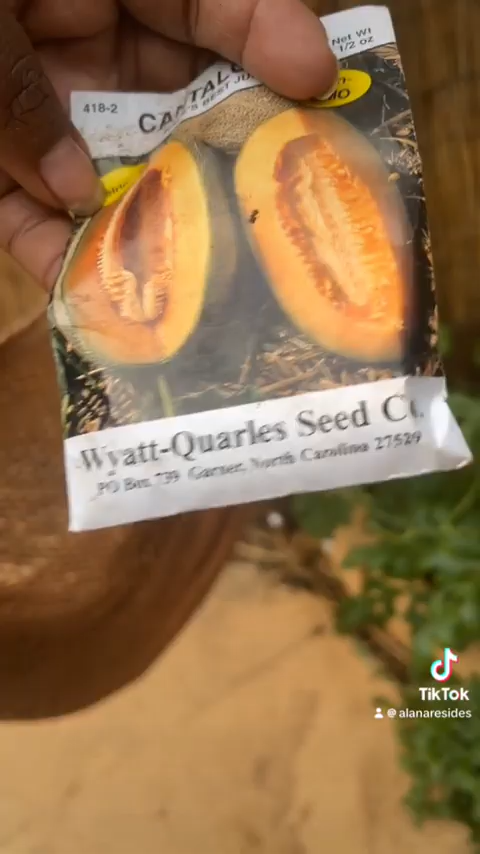 Net Wt
1/2 oz
418-2
Wyatt-Quarles Seed Co.
PO Box 739 Garner, North Carolina 27529
TikTok
@alanaresides